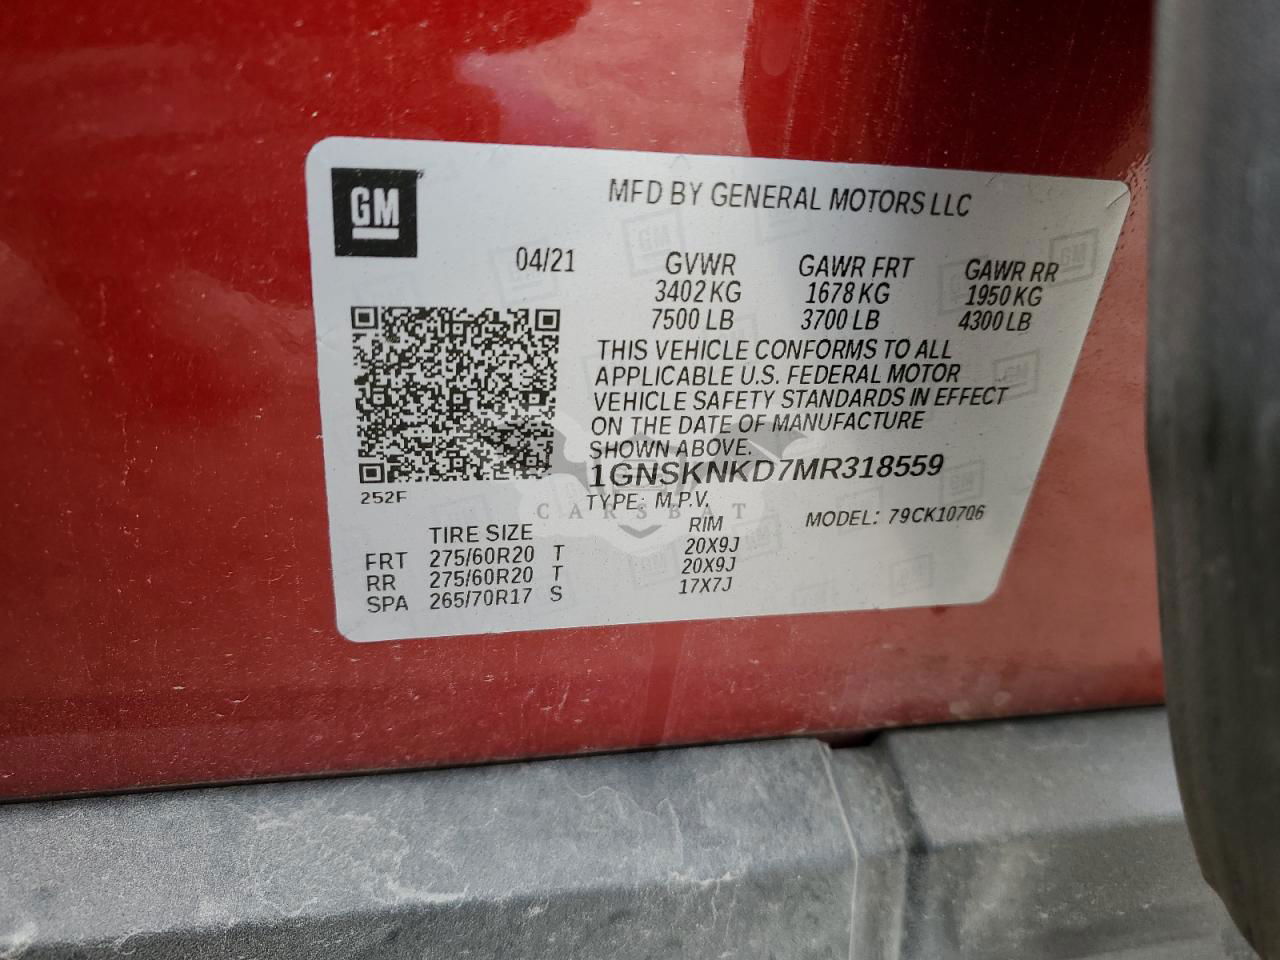 GM
MFD BY GENERAL MOTORS LLC
04/21 GVWR GAWR FRT GAWR RR
3402 KG 1678 KG 1950 KG
7500 LB 3700 LB 4300 LB
THIS VEHICLE CONFORMS TO ALL
APPLICABLE U.S. FEDERAL MOTOR
VEHICLE SAFETY STANDARDS IN EFFECT
ON THE DATE OF MANUFACTURE
SHOWN ABOVE.
1GNSKNKD7MR318559
252F
TYPE: M.P.V.
CARSBAT
MODEL: 79CK10706
TIRE SIZE RIM
FRT 275/60R20 T 20X9J
RR 275/60R20 T 20X9J
SPA 265/70R17 S 17X7J